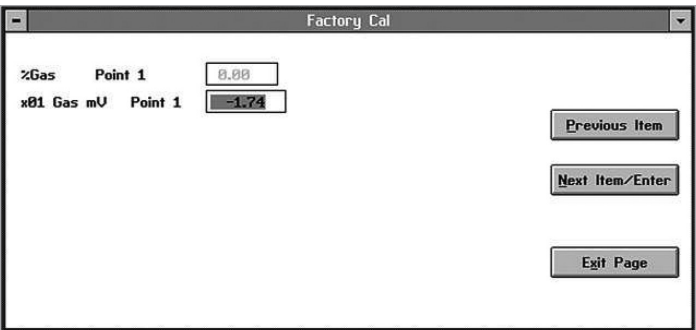 Factory Cal
%Gas Point 1 0.00
x01 Gas mV Point 1 -1.74
Previous Item
Next Item/Enter
Exit Page